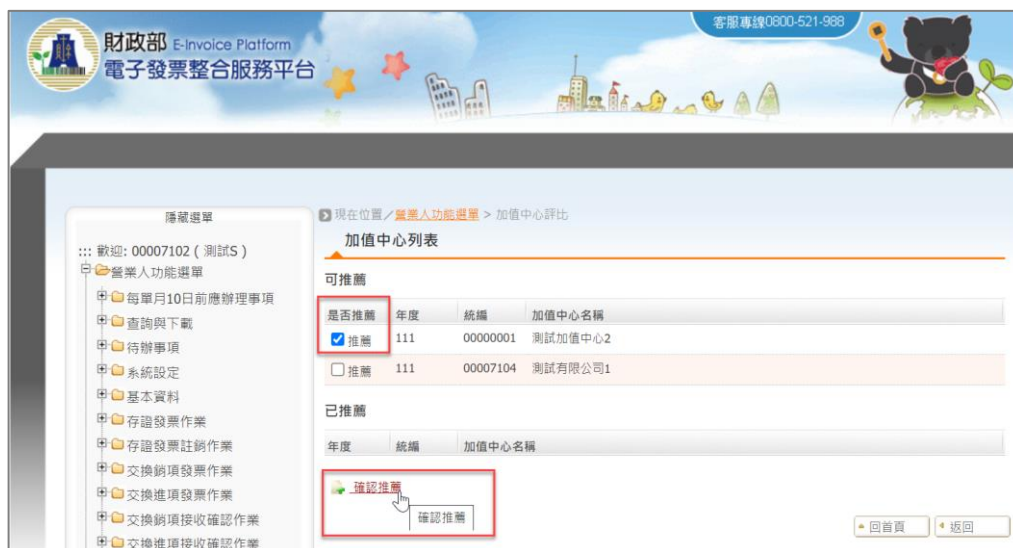 客服專線0800-521-988
財政部 E-Invoice Platform
電子發票整合服務平台
隱藏選單
::: 歡迎: 00007102 ( 測試S )
營業人功能選單
每單月10日前應辦理事項
查詢與下載
待辦事項
系統設定
基本資料
存證發票作業
存證發票註銷作業
交換銷項發票作業
交換進項發票作業
交換銷項接收確認作業
交換進項接收確認作業
現在位置／營業人功能選單 > 加值中心評比
加值中心列表
可推薦
是否推薦 年度 統編 加值中心名稱
推薦 111 00000001 測試加值中心2
推薦 111 00007104 測試有限公司1
已推薦
年度 統編 加值中心名稱
確認推薦
確認推薦
回首頁 返回